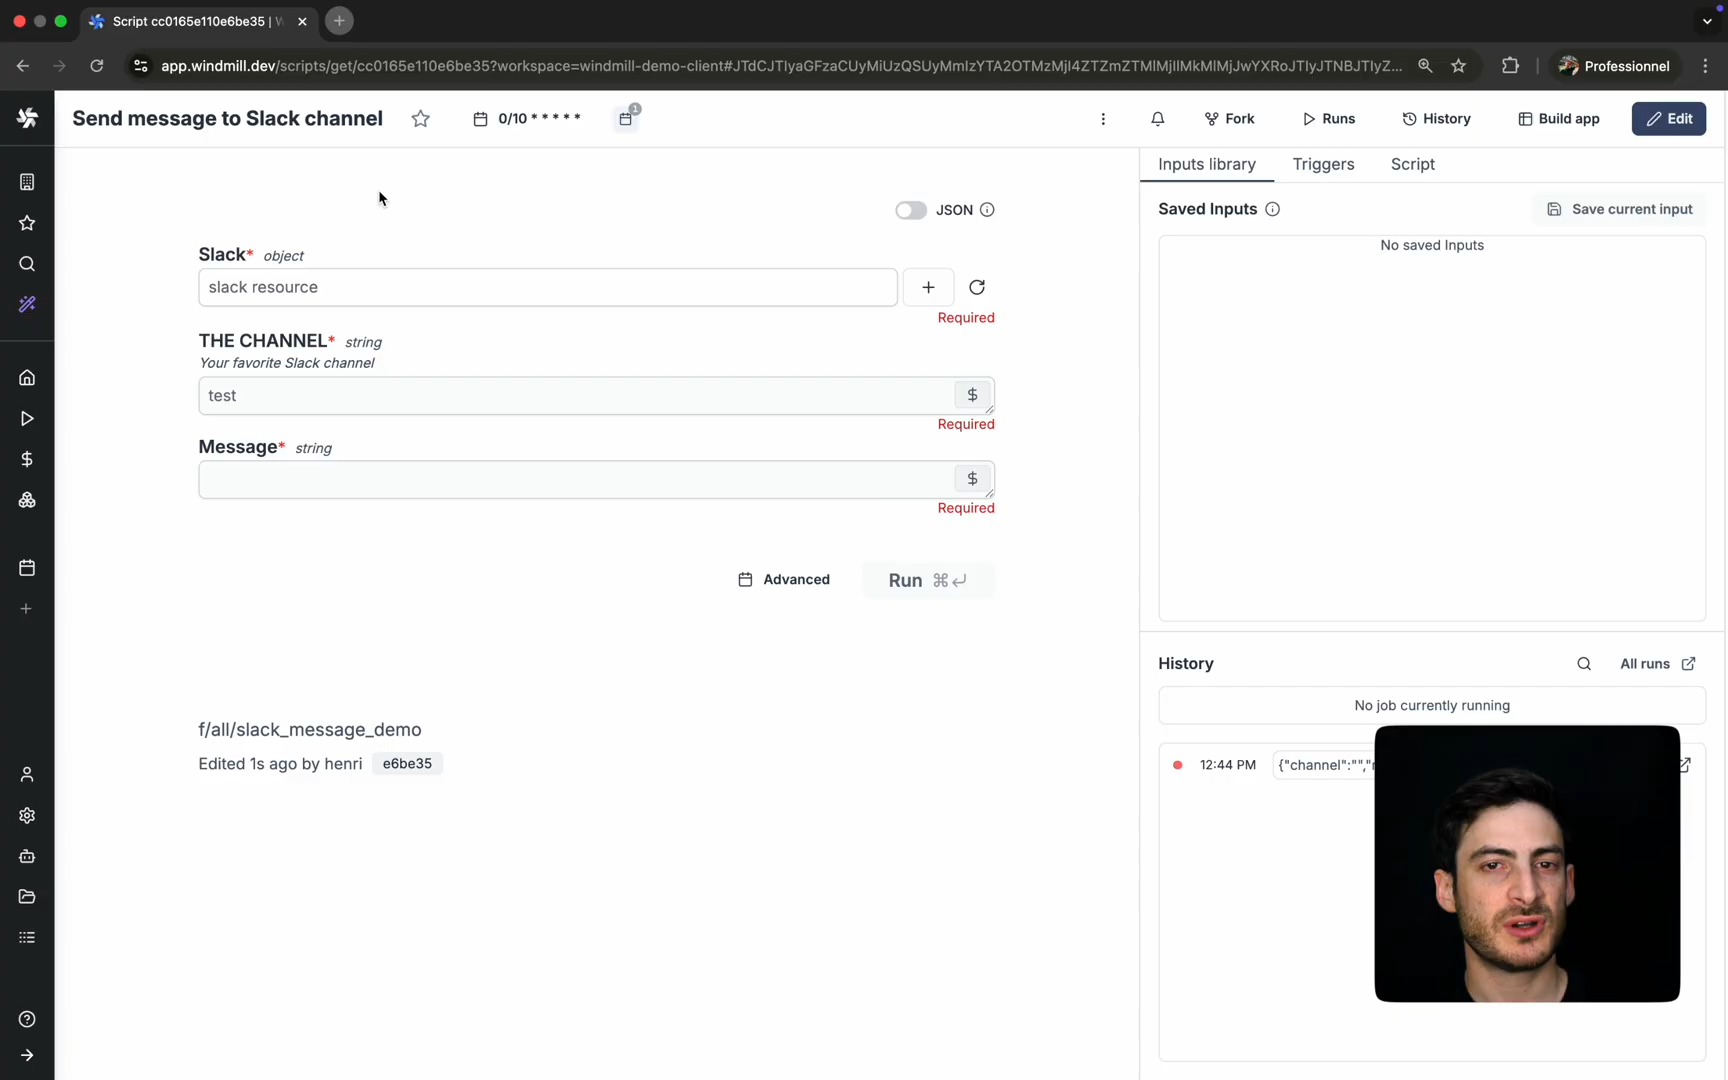 Script cc0165e110e6be35 | W
app.windmill.dev/scripts/get/cc0165e110e6be35?workspace=windmill-demo-client#JTdCJTIyaGFzaCUyMiUzQSUyMmIzYTA2OTMzMjI4ZTZmZTMlMjIlMkMlMjJwYXRoJTIyJTNBJTIyZ...
Professionnel
Send message to Slack channel
0/10 * * * * *
1
Fork
Runs
History
Build app
Edit
Inputs library
Triggers
Script
JSON
Saved Inputs
Save current input
No saved Inputs
Slack* object
slack resource
Required
THE CHANNEL* string
Your favorite Slack channel
test
$
Required
Message* string
$
Required
Advanced
Run ⌘
f/all/slack_message_demo
Edited 1s ago by henri e6be35
History
All runs
No job currently running
12:44 PM
{"channel":"","